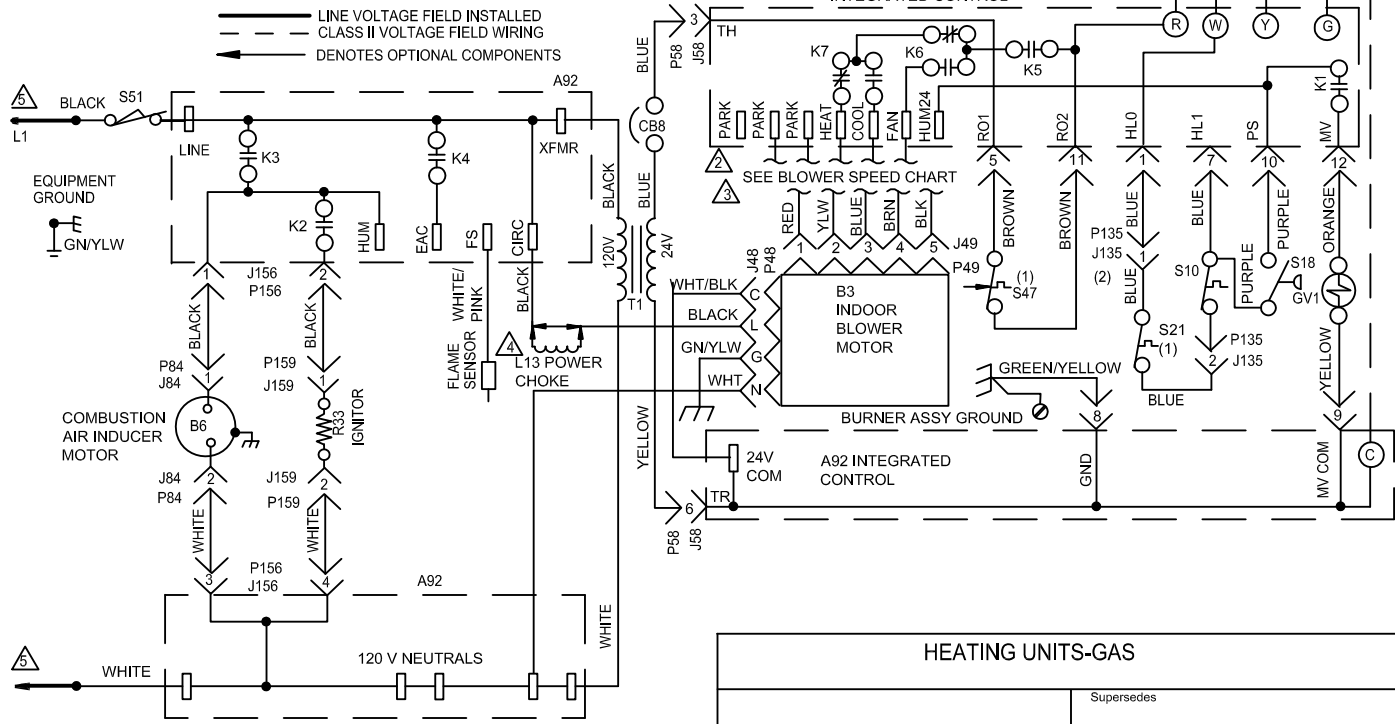 LINE VOLTAGE FIELD INSTALLED
CLASS II VOLTAGE FIELD WIRING
DENOTES OPTIONAL COMPONENTS
5
BLACK
L1
S51
A92
LINE
K3
K4
XFMR
EQUIPMENT
GROUND
GN/YLW
K2
HUM
EAC
FS
CIRC
1
J156
P156
2
BLACK
BLACK
WHITE/
PINK
BLACK
P84
J84
1
P159
J159
1
COMBUSTION
AIR INDUCER
MOTOR
B6
R33
IGNITOR
FLAME
SENSOR
4
L13 POWER
CHOKE
J84
P84
2
J159
P159
2
WHITE
WHITE
P156
J156
3
4
A92
5
WHITE
120 V NEUTRALS
WHITE
BLUE
CB8
BLACK
BLUE
120V
24V
T1
YELLOW
P58
3
J58
TH
K7
K6
K5
R
W
Y
G
K1
PARK
PARK
PARK
HEAT
COOL
FAN
HUM24
RO1
RO2
HL0
HL1
PS
MV
2
3
SEE BLOWER SPEED CHART
5
11
1
7
10
12
RED
YLW
BLUE
BRN
BLK
1
2
3
4
5
J49
P49
BROWN
BROWN
BLUE
BLUE
PURPLE
ORANGE
P135
J135
1
(2)
BLUE
S10
PURPLE
S18
GV1
J48
P48
WHT/BLK
C
BLACK
L
GN/YLW
G
WHT
N
B3
INDOOR
BLOWER
MOTOR
(1)
S47
S21
(1)
P135
2
J135
BLUE
YELLOW
GREEN/YELLOW
BURNER ASSY GROUND
8
9
24V
COM
A92 INTEGRATED
CONTROL
GND
MV COM
C
TR
P58
6
J58
HEATING UNITS-GAS
Supersedes